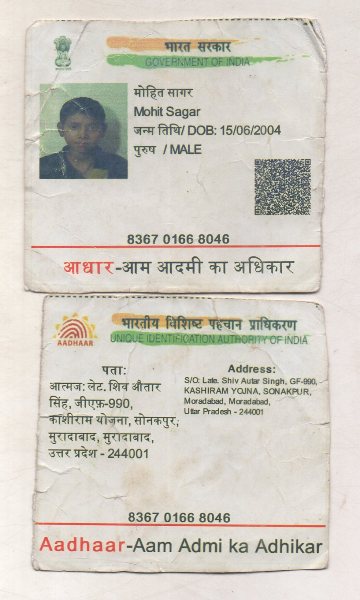 भारत सरकार
GOVERNMENT OF INDIA
मोहित सागर
Mohit Sagar
जन्म तिथि/ DOB: 15/06/2004
पुरुष / MALE
8367 0166 8046
आधार-आम आदमी का अधिकार
AADHAAR
भारतीय विशिष्ट पहचान प्राधिकरण
UNIQUE IDENTIFICATION AUTHORITY OF INDIA
पता:
आत्मज: लेट. शिव औतार
सिंह, जीएफ़-990,
काशीराम योजना, सोनकपुर,
मुरादाबाद, मुरादाबाद,
उत्तर प्रदेश - 244001
Address:
S/O: Late. Shiv Autar Singh, GF-990,
KASHIRAM YOJNA, SONAKPUR,
Moradabad, Moradabad,
Uttar Pradesh - 244001
8367 0166 8046
Aadhaar-Aam Admi ka Adhikar